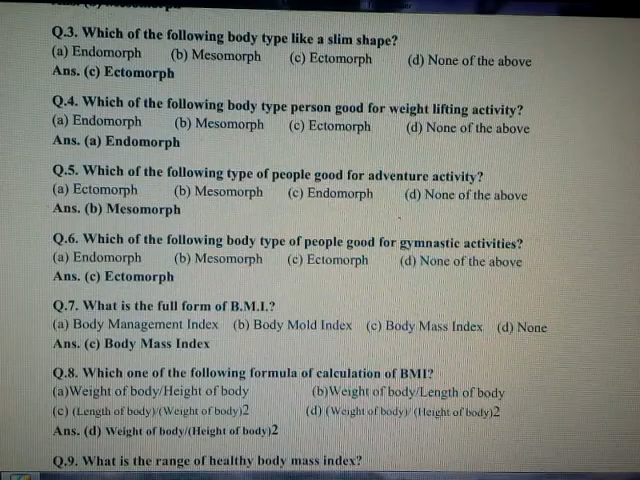 Q.3. Which of the following body type like a slim shape?
(a) Endomorph (b) Mesomorph (c) Ectomorph (d) None of the above
Ans. (c) Ectomorph
Q.4. Which of the following body type person good for weight lifting activity?
(a) Endomorph (b) Mesomorph (c) Ectomorph (d) None of the above
Ans. (a) Endomorph
Q.5. Which of the following type of people good for adventure activity?
(a) Ectomorph (b) Mesomorph (c) Endomorph (d) None of the above
Ans. (b) Mesomorph
Q.6. Which of the following body type of people good for gymnastic activities?
(a) Endomorph (b) Mesomorph (c) Ectomorph (d) None of the above
Ans. (c) Ectomorph
Q.7. What is the full form of B.M.I.?
(a) Body Management Index (b) Body Mold Index (c) Body Mass Index (d) None
Ans. (c) Body Mass Index
Q.8. Which one of the following formula of calculation of BMI?
(a)Weight of body/Height of body (b)Weight of body/Length of body
(c) (Length of body)/(Weight of body)2 (d) (Weight of body)/ (Height of body)2
Ans. (d) Weight of body/(Height of body)2
Q.9. What is the range of healthy body mass index?